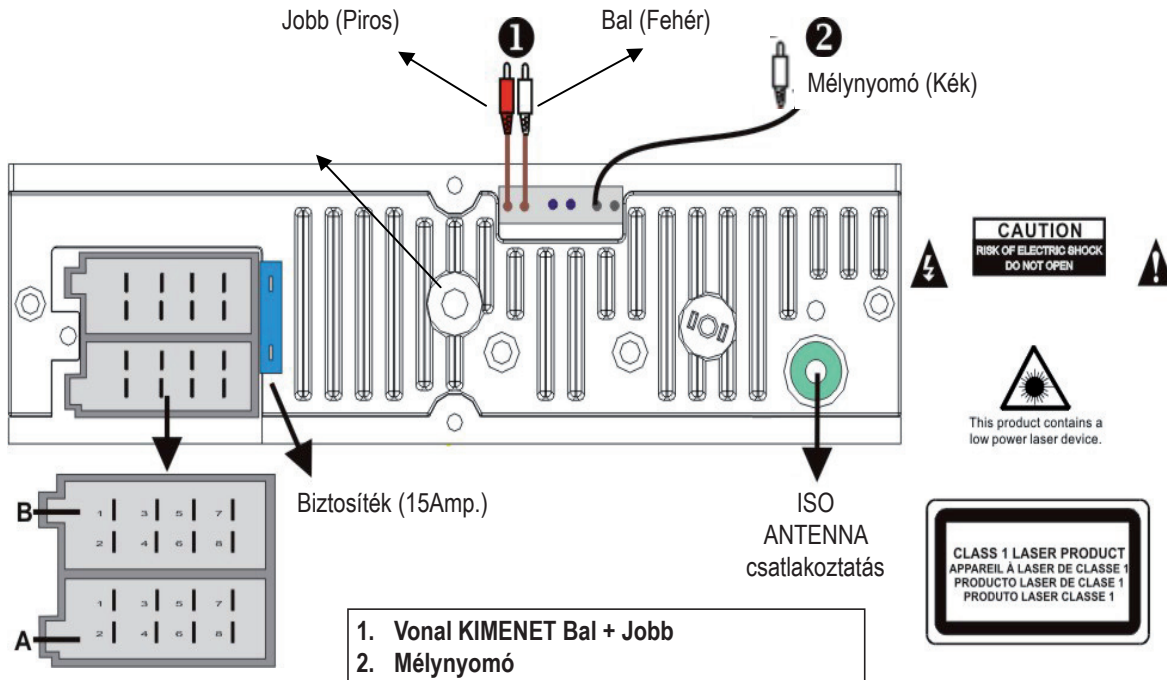 Jobb (Piros)
1
Bal (Fehér)
2
Mélynyomó (Kék)
CAUTION
RISK OF ELECTRIC SHOCK
DO NOT OPEN
This product contains a
low power laser device.
Biztosíték (15Amp.)
ISO
ANTENNA
csatlakoztatás
B
1 3 5 7
2 4 6 8
A
1 3 5 7
2 4 6 8
CLASS 1 LASER PRODUCT
APPAREIL À LASER DE CLASSE 1
PRODUCTO LASER DE CLASE 1
PRODUTO LASER CLASSE 1
1. Vonal KIMENET Bal + Jobb
2. Mélynyomó